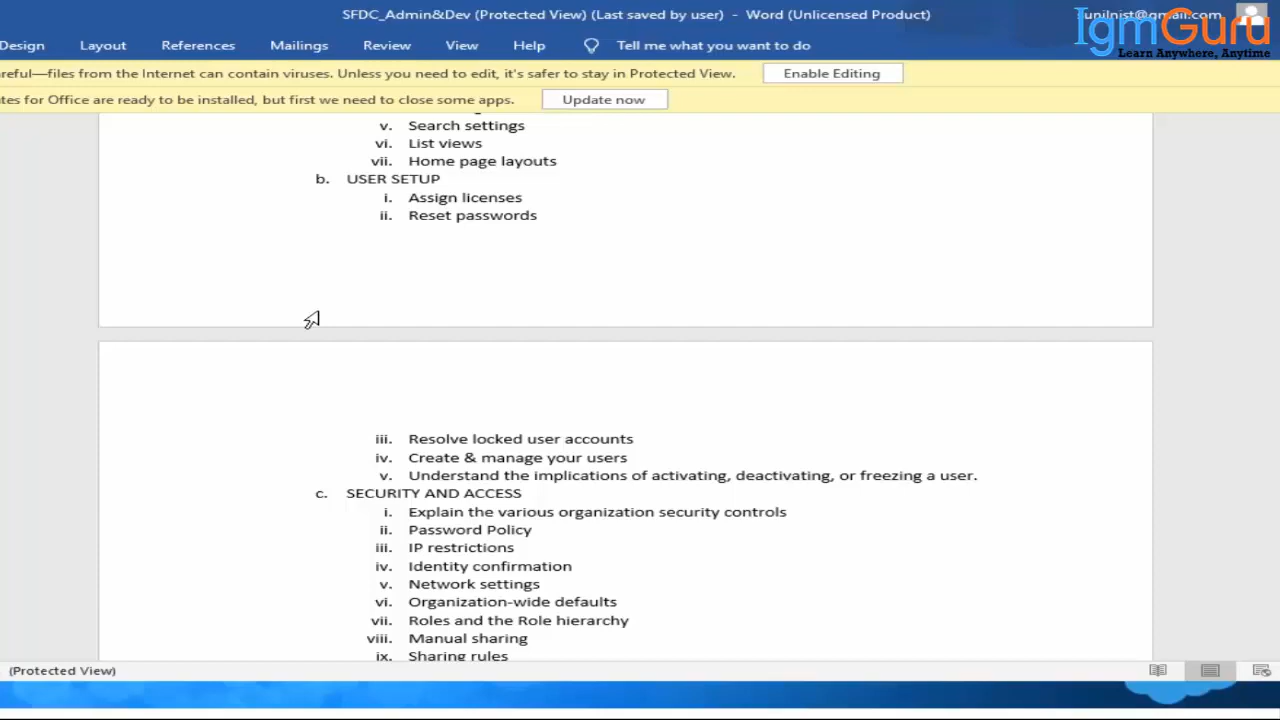 SFDC_Admin&Dev (Protected View) (Last saved by user) - Word (Unlicensed Product)
sunilnist@gmail.com
IgmGuru
Learn Anywhere, Anytime
Design Layout References Mailings Review View Help Tell me what you want to do
files from the Internet can contain viruses. Unless you need to edit, it's safer to stay in Protected View. Enable Editing
for Office are ready to be installed, but first we need to close some apps. Update now
v. Search settings
vi. List views
vii. Home page layouts
b. USER SETUP
i. Assign licenses
ii. Reset passwords
iii. Resolve locked user accounts
iv. Create & manage your users
v. Understand the implications of activating, deactivating, or freezing a user.
c. SECURITY AND ACCESS
i. Explain the various organization security controls
ii. Password Policy
iii. IP restrictions
iv. Identity confirmation
v. Network settings
vi. Organization-wide defaults
vii. Roles and the Role hierarchy
viii. Manual sharing
ix. Sharing rules
(Protected View)